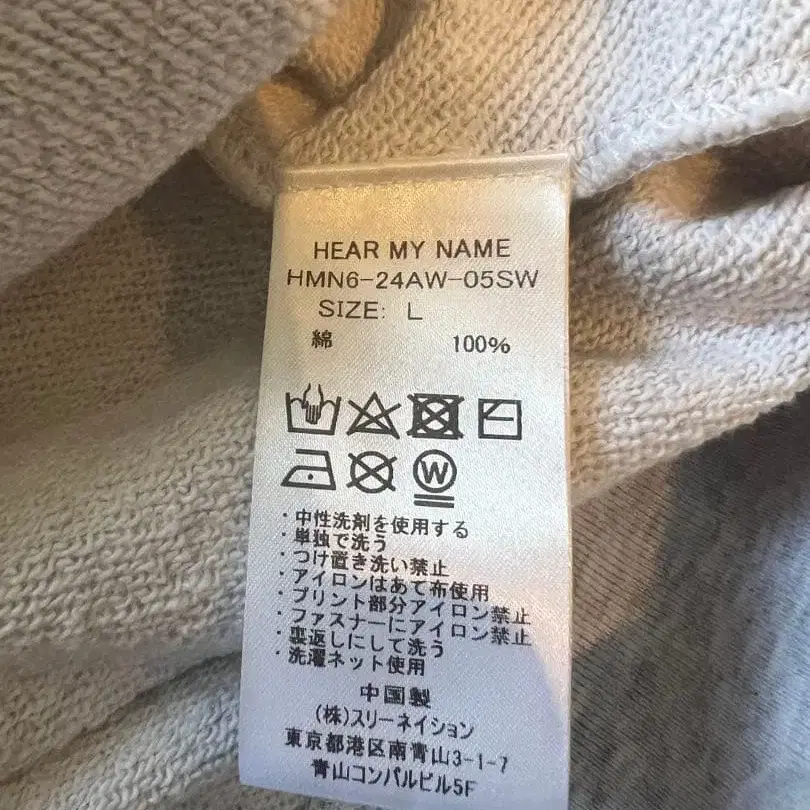 HEAR MY NAME
HMN6-24AW-05SW
SIZE: L
綿 100%
W
・中性洗剤を使用する
・単独で洗う
・つけ置き洗い禁止
・アイロンはあて布使用
・プリント部分アイロン禁止
・ファスナーにアイロン禁止
・裏返しにして洗う
・洗濯ネット使用
中国製
(株)スリーネイション
東京都港区南青山3-1-7
青山コンパルビル5F